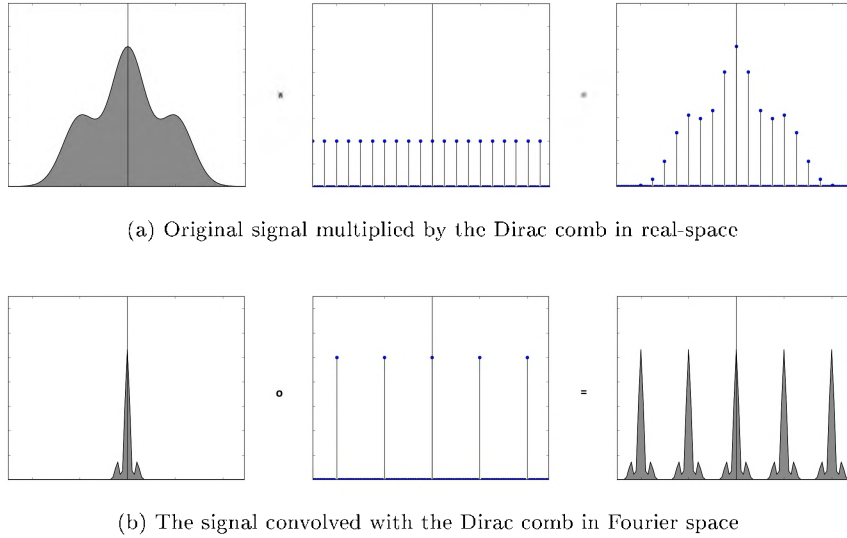 (a) Original signal multiplied by the Dirac comb in real-space
o
=
(b) The signal convolved with the Dirac comb in Fourier space